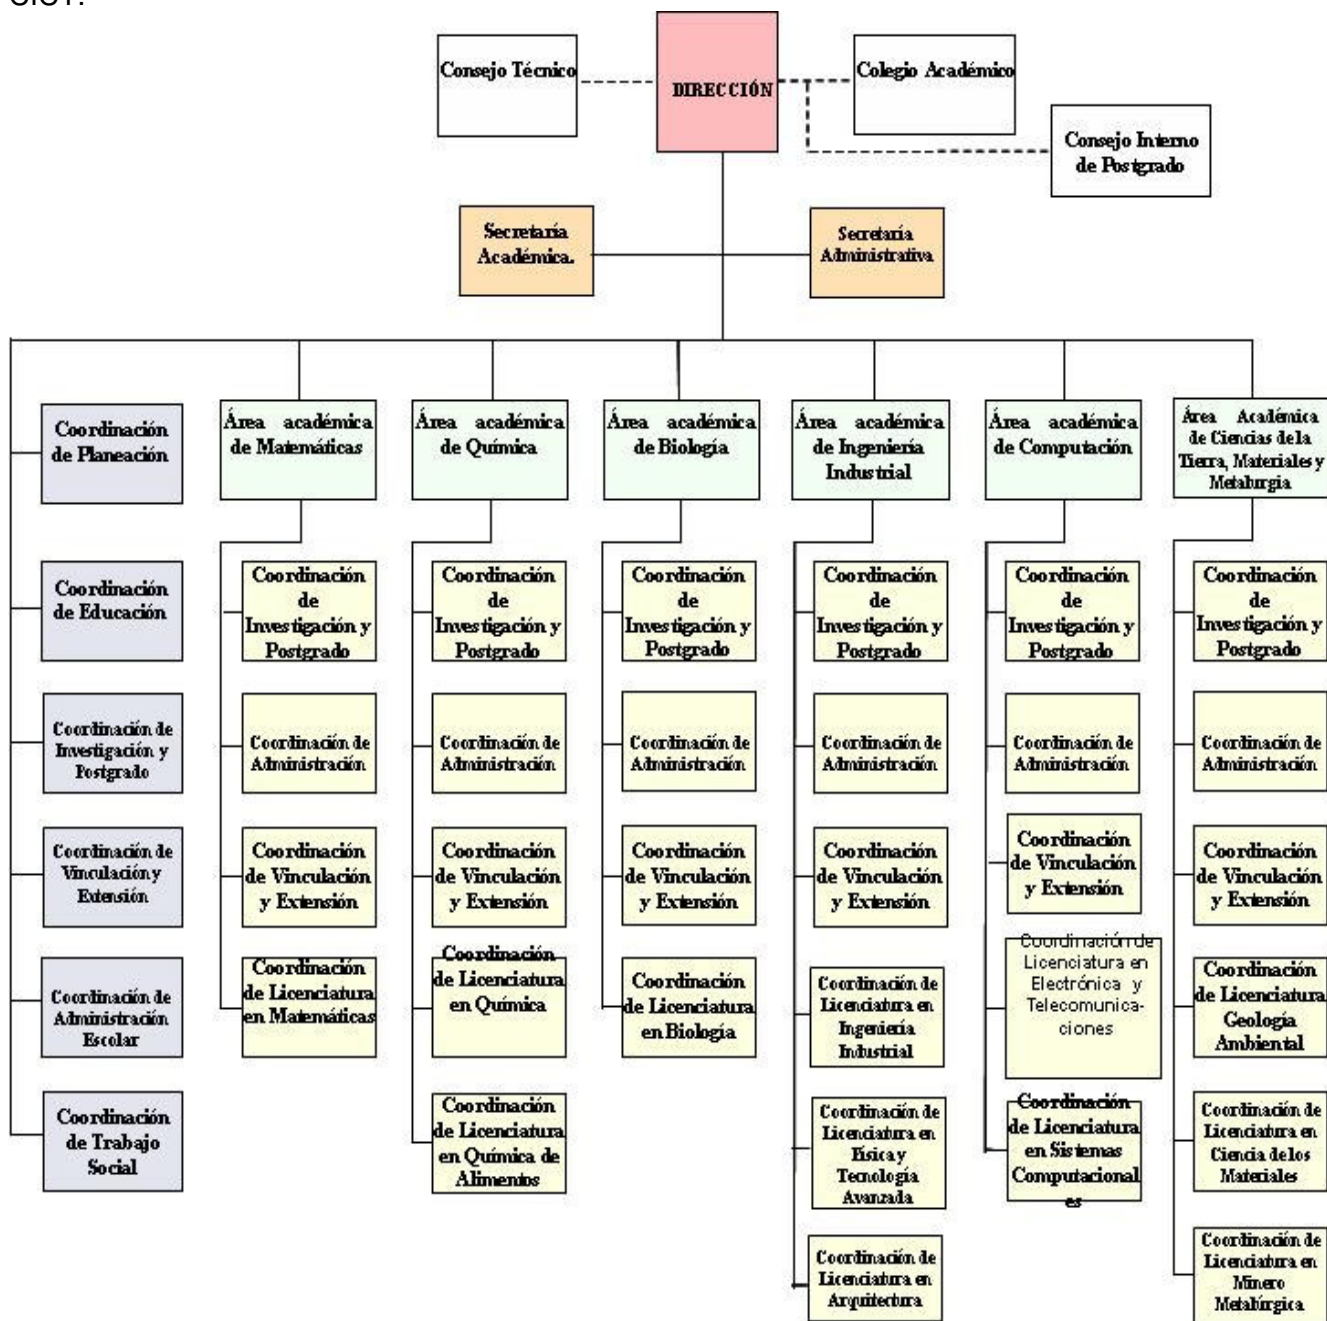 Consejo Técnico
DIRECCIÓN
Colegio Académico
Consejo Interno
de Postgrado
Secretaría
Académica.
Secretaría
Administrativa
Coordinación
de Planeación
Área académica
de Matemáticas
Área académica
de Química
Área académica
de Biología
Área académica
de Ingeniería
Industrial
Área académica
de Computación
Área Académica
de Ciencias de la
Tierra, Materiales y
Metalurgia
Coordinación
de Educación
Coordinación
de
Investigación y
Postgrado
Coordinación
de
Investigación y
Postgrado
Coordinación
de
Investigación y
Postgrado
Coordinación
de
Investigación y
Postgrado
Coordinación
de
Investigación y
Postgrado
Coordinación
de
Investigación y
Postgrado
Coordinación de
Investigación y
Postgrado
Coordinación de
Administración
Coordinación de
Administración
Coordinación de
Administración
Coordinación de
Administración
Coordinación de
Administración
Coordinación de
Administración
Coordinación de
Vinculación y
Extensión
Coordinación
de Vinculación
y Extensión
Coordinación
de Vinculación
y Extensión
Coordinación
de Vinculación
y Extensión
Coordinación
de Vinculación
y Extensión
Coordinación
de Vinculación
y Extensión
Coordinación
de Vinculación
y Extensión
Coordinación de
Administración
Escolar
Coordinación
de Licenciatura
en Matemáticas
Coordinación
de Licenciatura
en Química
Coordinación
de Licenciatura
en Biología
Coordinación de
Licenciatura en
Ingeniería
Industrial
Coordinación de
Licenciatura en
Electrónica y
Telecomunica-
ciones
Coordinación
de Licenciatura
Geología
Ambiental
Coordinación
de Trabajo
Social
Coordinación
de Licenciatura
en Química de
Alimentos
Coordinación de
Licenciatura en
Física y
Tecnología
Avanzada
Coordinación
de Licenciatura
en Sistemas
Computacional
es
Coordinación de
Licenciatura en
Ciencia de los
Materiales
Coordinación de
Licenciatura en
Arquitectura
Coordinación de
Licenciatura en
Minero
Metalúrgica